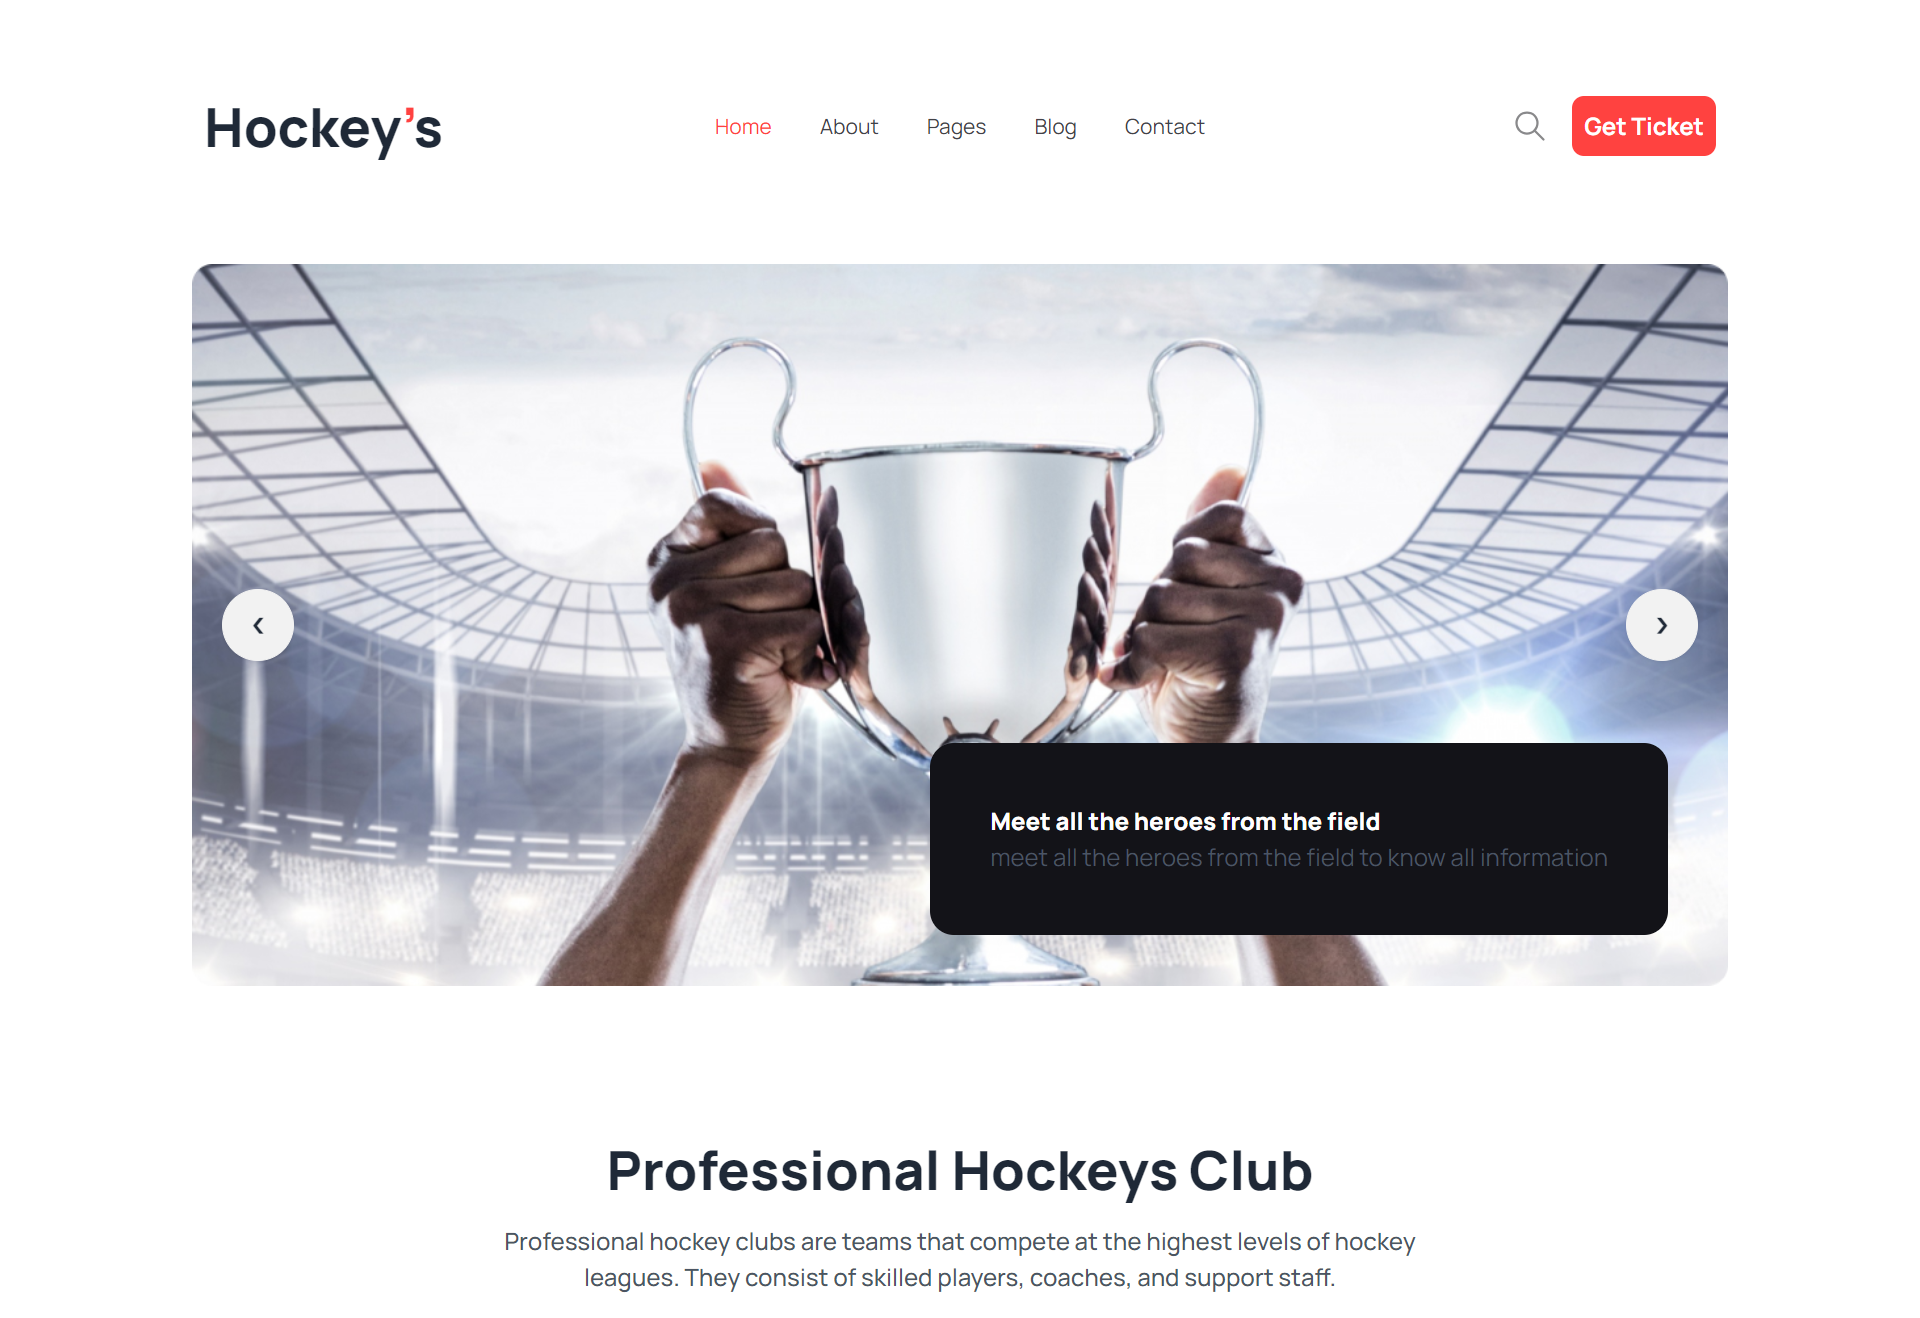 Hockey's
Home About Pages Blog Contact
Get Ticket
‹ ›
Meet all the heroes from the field
meet all the heroes from the field to know all information
Professional Hockeys Club
Professional hockey clubs are teams that compete at the highest levels of hockey
leagues. They consist of skilled players, coaches, and support staff.